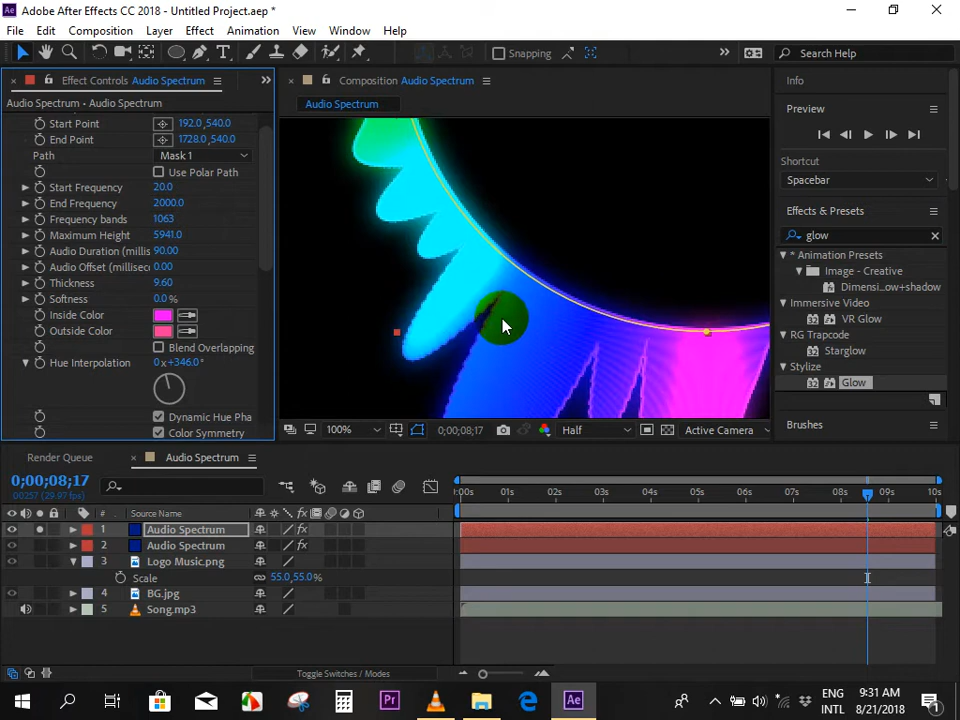 Ae Adobe After Effects CC 2018 - Untitled Project.aep *
File Edit Composition Layer Effect Animation View Window Help
Snapping
Search Help
Effect Controls Audio Spectrum
Composition Audio Spectrum
Info
Audio Spectrum - Audio Spectrum
Audio Spectrum
Preview
Start Point 192.0,540.0
End Point 1728.0,540.0
Path Mask 1
Use Polar Path
Start Frequency 20.0
End Frequency 2000.0
Frequency bands 1063
Maximum Height 5941.0
Audio Duration (millis 90.00
Audio Offset (millisec 0.00
Thickness 9.60
Softness 0.0 %
Inside Color
Outside Color
Blend Overlapping
Hue Interpolation 0x+346.0°
Dynamic Hue Pha
Color Symmetry
Shortcut
Spacebar
Effects & Presets
glow
* Animation Presets
Image - Creative
Dimensi...ow+shadow
Immersive Video
VR Glow
RG Trapcode
Starglow
Stylize
Glow
Brushes
100% 0;00;08;17 Half Active Camera
Render Queue Audio Spectrum
0;00;08;17
00257 (29.97 fps)
:00s 01s 02s 03s 04s 05s 06s 07s 08s 09s 10s
# Source Name
1 Audio Spectrum
2 Audio Spectrum
3 Logo Music.png
Scale 55.0,55.0%
4 BG.jpg
5 Song.mp3
Toggle Switches / Modes
Pr Ae
ENG
INTL
9:31 AM
8/21/2018
1